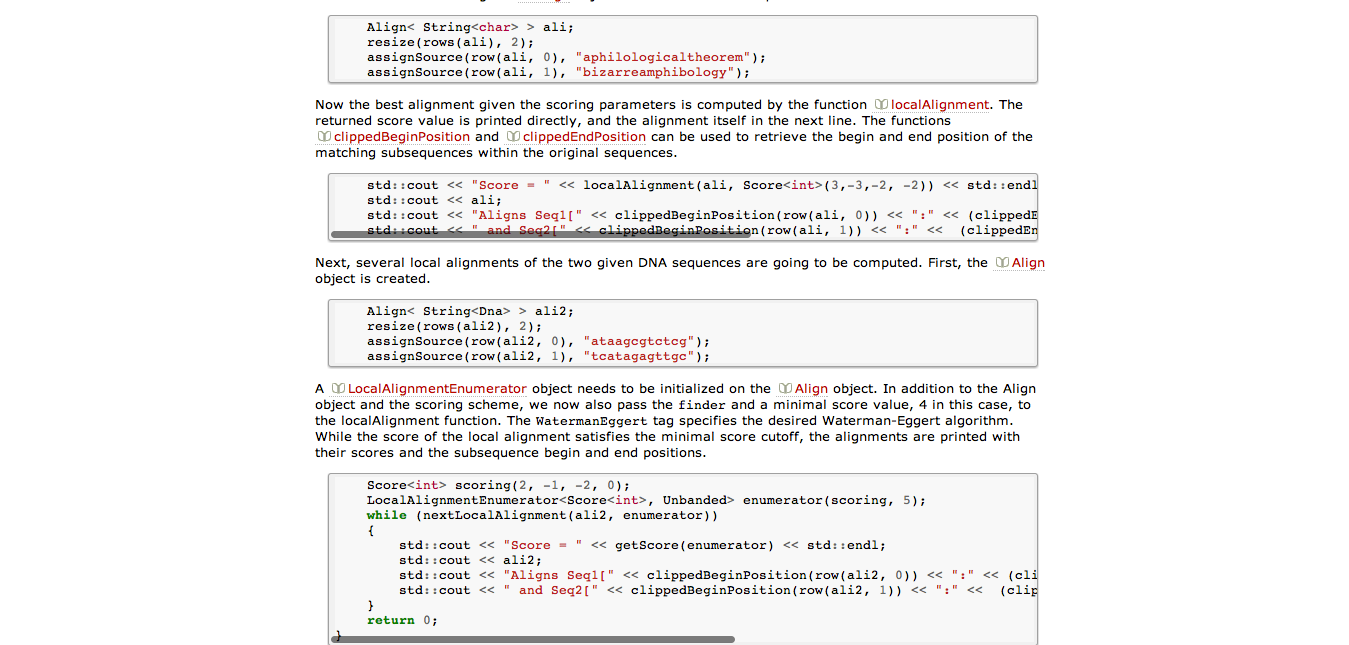 Align< String<char> > ali;
resize(rows(ali), 2);
assignSource(row(ali, 0), "aphilologicaltheorem");
assignSource(row(ali, 1), "bizarreamphibology");
Now the best alignment given the scoring parameters is computed by the function localAlignment. The
returned score value is printed directly, and the alignment itself in the next line. The functions
clippedBeginPosition and clippedEndPosition can be used to retrieve the begin and end position of the
matching subsequences within the original sequences.
std::cout << "Score = " << localAlignment(ali, Score<int>(3,-3,-2, -2)) << std::endl
std::cout << ali;
std::cout << "Aligns Seq1[" << clippedBeginPosition(row(ali, 0)) << ":" << (clippedE
std::cout << " and Seq2[" << clippedBeginPosition(row(ali, 1)) << ":" <<  (clippedEn
Next, several local alignments of the two given DNA sequences are going to be computed. First, the Align
object is created.
Align< String<Dna> > ali2;
resize(rows(ali2), 2);
assignSource(row(ali2, 0), "ataagcgtctcg");
assignSource(row(ali2, 1), "tcatagagttgc");
A LocalAlignmentEnumerator object needs to be initialized on the Align object. In addition to the Align
object and the scoring scheme, we now also pass the finder and a minimal score value, 4 in this case, to
the localAlignment function. The WatermanEggert tag specifies the desired Waterman-Eggert algorithm.
While the score of the local alignment satisfies the minimal score cutoff, the alignments are printed with
their scores and the subsequence begin and end positions.
Score<int> scoring(2, -1, -2, 0);
LocalAlignmentEnumerator<Score<int>, Unbanded> enumerator(scoring, 5);
while (nextLocalAlignment(ali2, enumerator))
{
std::cout << "Score = " << getScore(enumerator) << std::endl;
std::cout << ali2;
std::cout << "Aligns Seq1[" << clippedBeginPosition(row(ali2, 0)) << ":" << (cli
std::cout << " and Seq2[" << clippedBeginPosition(row(ali2, 1)) << ":" <<  (clip
}
return 0;
}